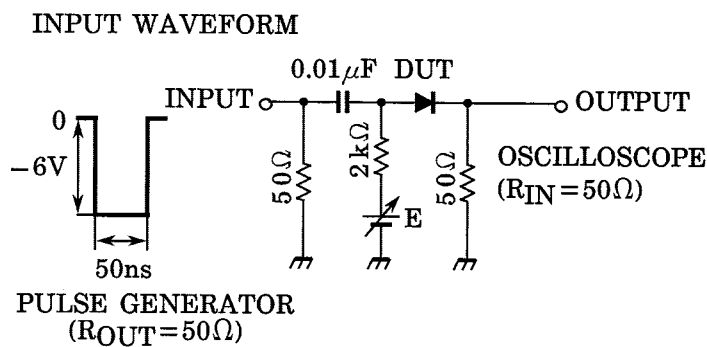 INPUT WAVEFORM
0.01μF DUT
INPUT
OUTPUT
0
−6V
50Ω
2kΩ
E
50Ω
OSCILLOSCOPE
(RIN=50Ω)
50ns
PULSE GENERATOR
(ROUT=50Ω)